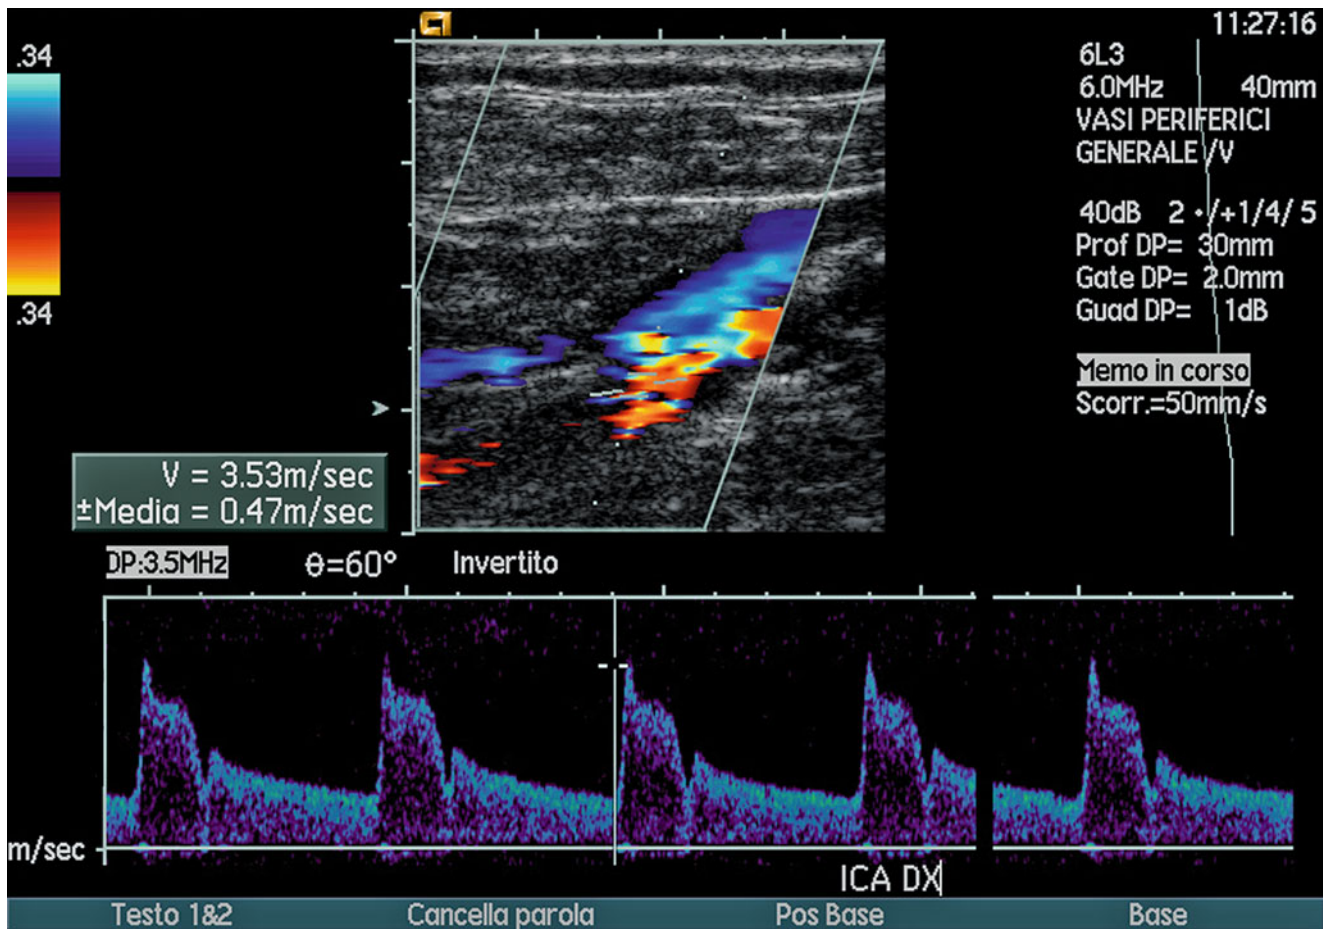 11:27:16
.34
6L3
6.0MHz 40mm
VASI PERIFERICI
GENERALE /V
40dB 2 •/+1/4/ 5
Prof DP= 30mm
Gate DP= 2.0mm
Guad DP= 1dB
.34
Memo in corso
Scorr.=50mm/s
V = 3.53m/sec
±Media = 0.47m/sec
DP:3.5MHz θ=60° Invertito
m/sec
ICA DX
Testo 1&2 Cancella parola Pos Base Base